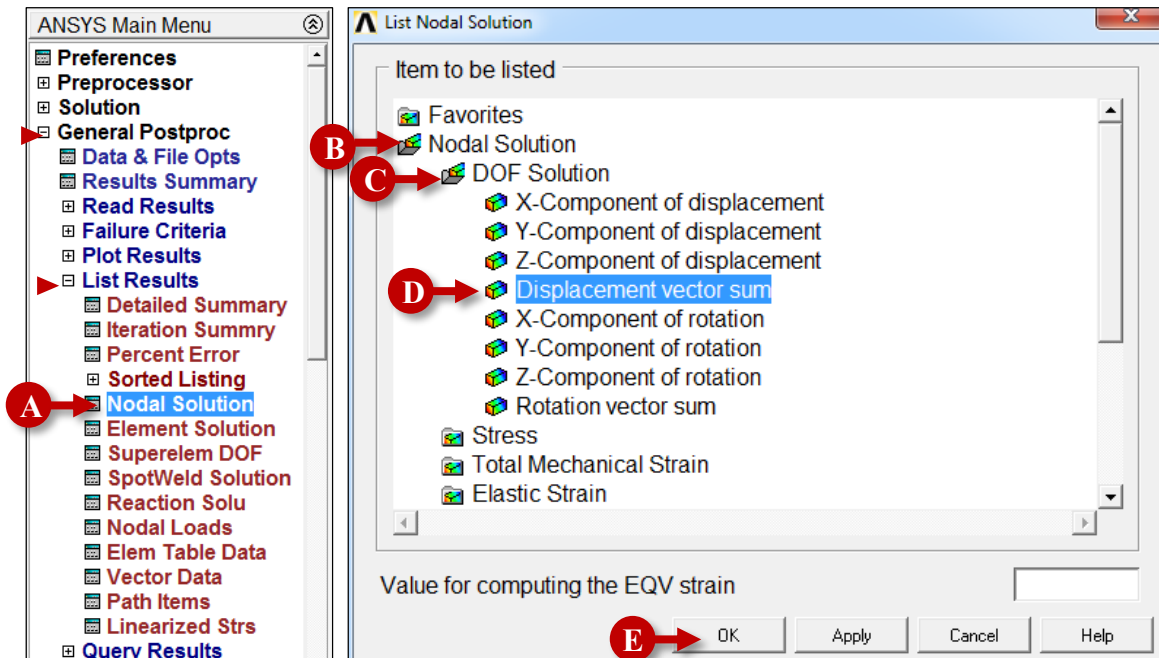 ANSYS Main Menu
Preferences
Preprocessor
Solution
General Postproc
Data & File Opts
Results Summary
Read Results
Failure Criteria
Plot Results
List Results
Detailed Summary
Iteration Summry
Percent Error
Sorted Listing
A
Nodal Solution
Element Solution
Superelem DOF
SpotWeld Solution
Reaction Solu
Nodal Loads
Elem Table Data
Vector Data
Path Items
Linearized Strs
Query Results
List Nodal Solution
X
Item to be listed
Favorites
B
Nodal Solution
C
DOF Solution
X-Component of displacement
Y-Component of displacement
Z-Component of displacement
D
Displacement vector sum
X-Component of rotation
Y-Component of rotation
Z-Component of rotation
Rotation vector sum
Stress
Total Mechanical Strain
Elastic Strain
Value for computing the EQV strain
E
OK Apply Cancel Help